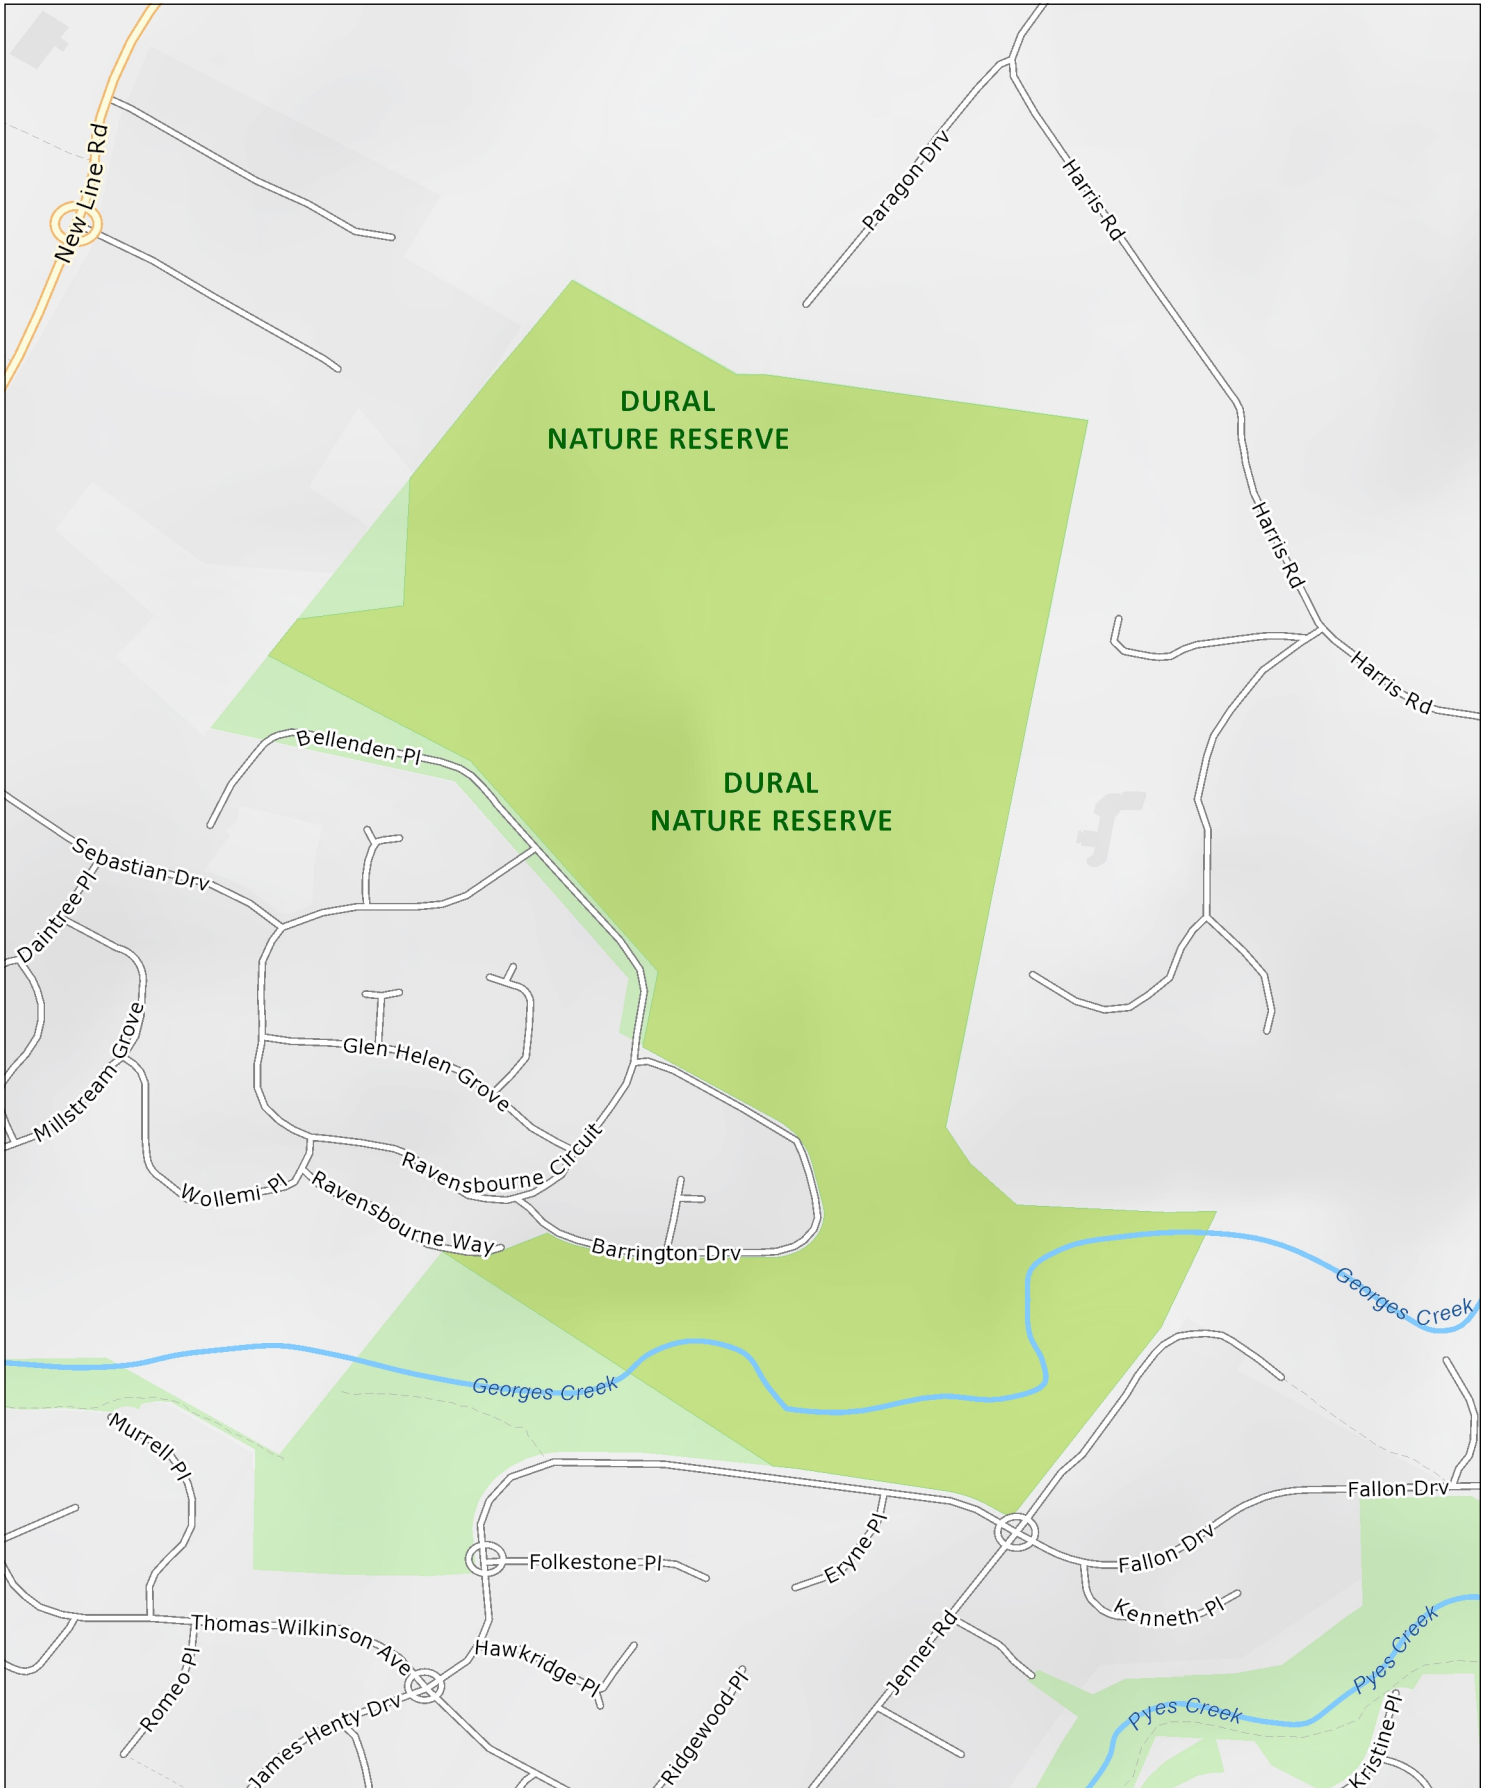 New Line Rd
Paragon Drv
Harris Rd
DURAL
NATURE RESERVE
Harris Rd
Harris Rd
Bellenden Pl
DURAL
NATURE RESERVE
Sebastian Drv
Daintree Pl
Millstream Grove
Glen Helen Grove
Ravensbourne Circuit
Wollemi Pl
Ravensbourne Way
Barrington Drv
Georges Creek
Georges Creek
Murrell Pl
Fallon Drv
Folkestone Pl
Eryne Pl
Fallon Drv
Kenneth Pl
Thomas Wilkinson Ave
Hawkridge Pl
Romeo Pl
Jenner Rd
Pyes Creek
Pyes Creek
James Henty Drv
Ridgewood Pl
Kristine Pl